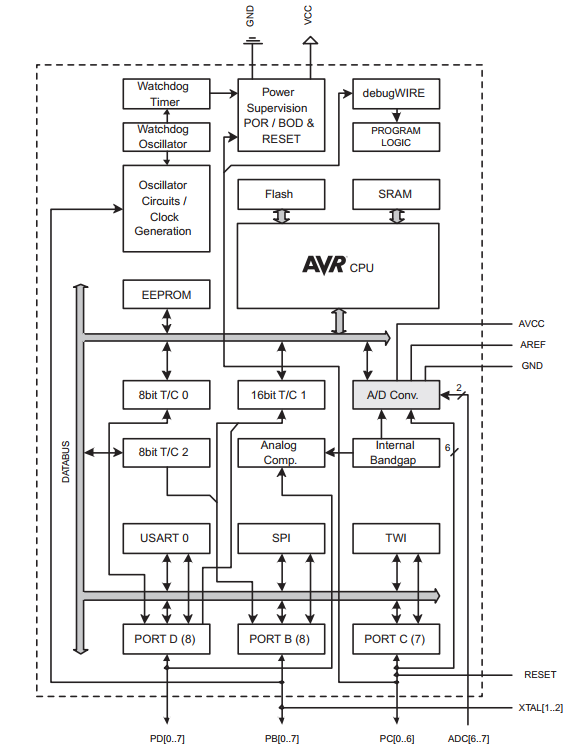 GND
VCC
Watchdog
Timer
Power
Supervision
POR / BOD &
RESET
debugWIRE
Watchdog
Oscillator
PROGRAM
LOGIC
Oscillator
Circuits /
Clock
Generation
Flash
SRAM
AVR CPU
EEPROM
AVCC
AREF
GND
8bit T/C 0
16bit T/C 1
A/D Conv.
2
DATABUS
8bit T/C 2
Analog
Comp.
Internal
Bandgap
6
USART 0
SPI
TWI
PORT D (8)
PORT B (8)
PORT C (7)
RESET
XTAL[1..2]
PD[0..7]
PB[0..7]
PC[0..6]
ADC[6..7]